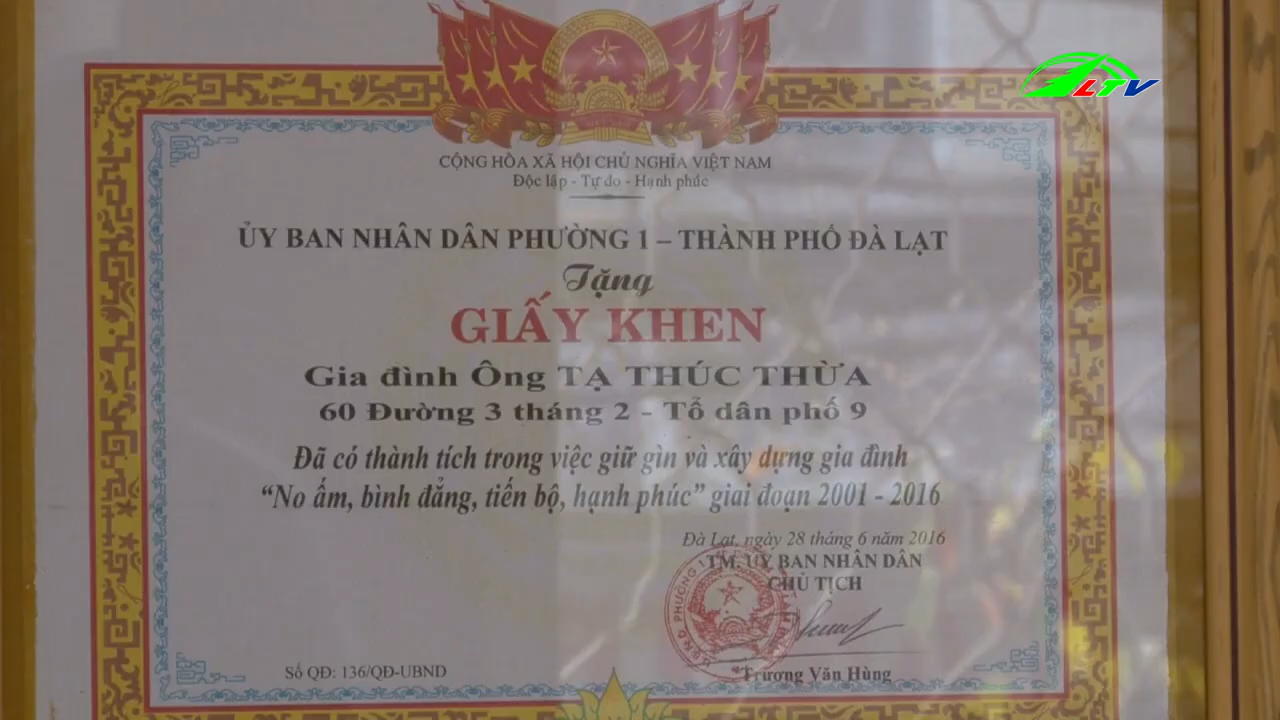 LTV
CỘNG HÒA XÃ HỘI CHỦ NGHĨA VIỆT NAM
Độc lập - Tự do - Hạnh phúc
ỦY BAN NHÂN DÂN PHƯỜNG 1 – THÀNH PHỐ ĐÀ LẠT
Tặng
GIẤY KHEN
Gia đình Ông TẠ THÚC THỪA
60 Đường 3 tháng 2 - Tổ dân phố 9
Đã có thành tích trong việc giữ gìn và xây dựng gia đình
“No ấm, bình đẳng, tiến bộ, hạnh phúc” giai đoạn 2001 - 2016
Đà Lạt, ngày 28 tháng 6 năm 2016
TM. ỦY BAN NHÂN DÂN
CHỦ TỊCH
Số QĐ: 136/QĐ-UBND
Trương Văn Hùng